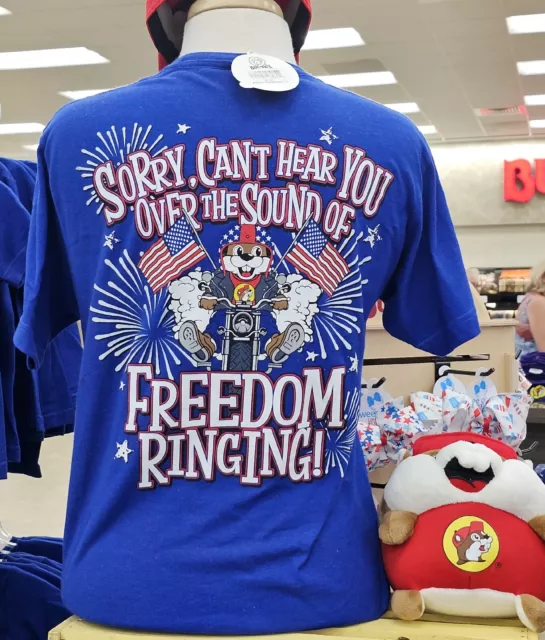 SORRY, CAN'T HEAR YOU
OVER THE SOUND OF
FREEDOM
RINGING!
BU